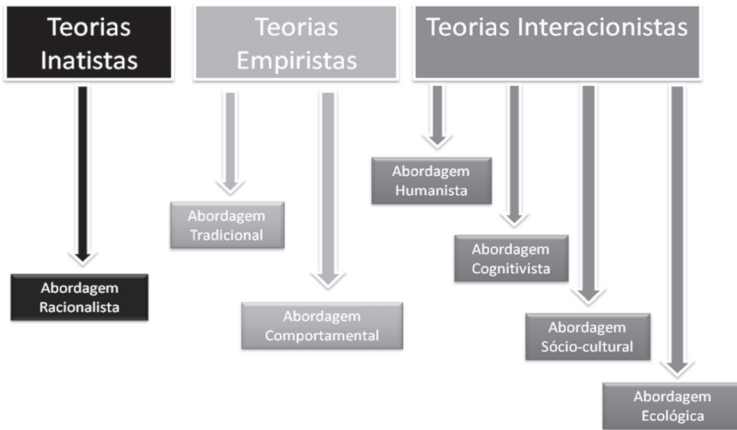 Teorias
Inatistas
Teorias
Empiristas
Teorias Interacionistas
Abordagem
Humanista
Abordagem
Tradicional
Abordagem
Cognitivista
Abordagem
Racionalista
Abordagem
Comportamental
Abordagem
Sócio-cultural
Abordagem
Ecológica